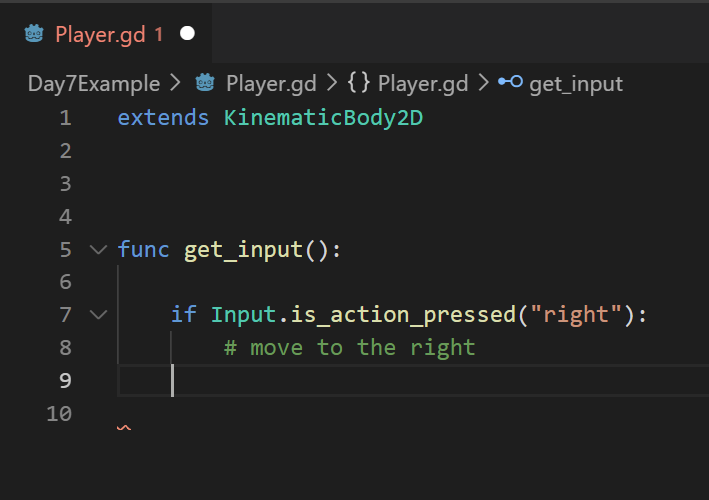 Player.gd 1
Day7Example > Player.gd > {} Player.gd > get_input
1 extends KinematicBody2D
2
3
4
5 func get_input():
6
7 if Input.is_action_pressed("right"):
8 # move to the right
9
10